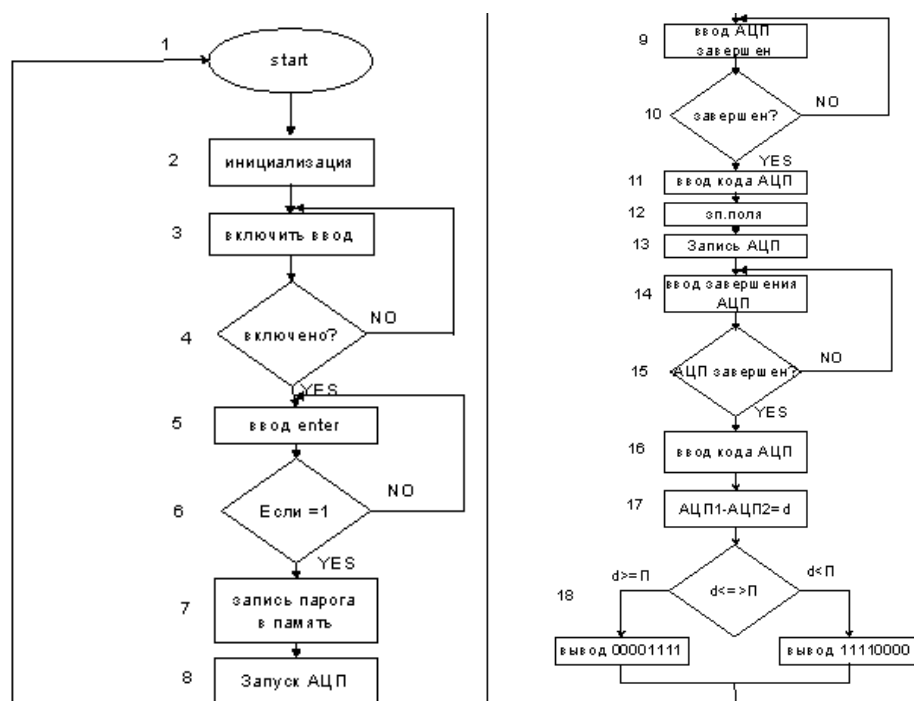 1
start
2
инициализация
3
включить ввод
4
включено?
NO
YES
5
ввод enter
6
Если =1
NO
YES
7
запись парога
в память
8
Запуск АЦП
9
ввод АЦП
завершен
10
завершен?
NO
YES
11
ввод кода АЦП
12
зп.поля
13
Запись АЦП
14
ввод завершения
АЦП
15
АЦП завершен?
NO
YES
16
ввод кода АЦП
17
АЦП1-АЦП2=d
18
d>=П
d<=>П
d<П
вывод 00001111
вывод 11110000